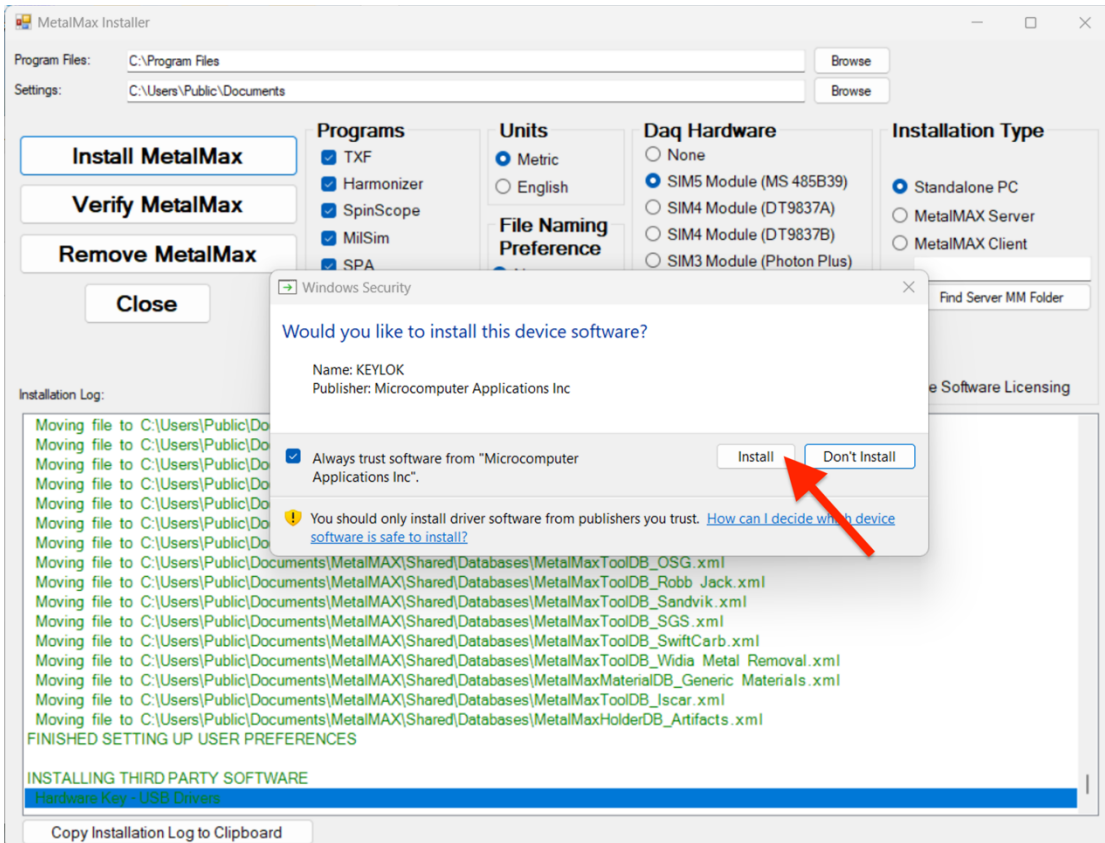 MetalMax Installer
Program Files: C:\Program Files Browse
Settings: C:\Users\Public\Documents Browse
Install MetalMax
Verify MetalMax
Remove MetalMax
Close
Programs
TXF
Harmonizer
SpinScope
MilSim
SPA
Units
Metric
English
File Naming
Preference
Daq Hardware
None
SIM5 Module (MS 485B39)
SIM4 Module (DT9837A)
SIM4 Module (DT9837B)
SIM3 Module (Photon Plus)
Installation Type
Standalone PC
MetalMAX Server
MetalMAX Client
Find Server MM Folder
Software Licensing
Windows Security
Would you like to install this device software?
Name: KEYLOK
Publisher: Microcomputer Applications Inc
Always trust software from "Microcomputer
Applications Inc".
Install Don't Install
You should only install driver software from publishers you trust. How can I decide which device
software is safe to install?
Installation Log:
Moving file to C:\Users\Public\Do
Moving file to C:\Users\Public\Do
Moving file to C:\Users\Public\Do
Moving file to C:\Users\Public\Do
Moving file to C:\Users\Public\Do
Moving file to C:\Users\Public\Do
Moving file to C:\Users\Public\Do
Moving file to C:\Users\Public\Documents\MetalMAX\Shared\Databases\MetalMaxToolDB_OSG.xml
Moving file to C:\Users\Public\Documents\MetalMAX\Shared\Databases\MetalMaxToolDB_Robb Jack.xml
Moving file to C:\Users\Public\Documents\MetalMAX\Shared\Databases\MetalMaxToolDB_Sandvik.xml
Moving file to C:\Users\Public\Documents\MetalMAX\Shared\Databases\MetalMaxToolDB_SGS.xml
Moving file to C:\Users\Public\Documents\MetalMAX\Shared\Databases\MetalMaxToolDB_SwiftCarb.xml
Moving file to C:\Users\Public\Documents\MetalMAX\Shared\Databases\MetalMaxToolDB_Widia Metal Removal.xml
Moving file to C:\Users\Public\Documents\MetalMAX\Shared\Databases\MetalMaxMaterialDB_Generic Materials.xml
Moving file to C:\Users\Public\Documents\MetalMAX\Shared\Databases\MetalMaxToolDB_Iscar.xml
Moving file to C:\Users\Public\Documents\MetalMAX\Shared\Databases\MetalMaxHolderDB_Artifacts.xml
FINISHED SETTING UP USER PREFERENCES
INSTALLING THIRD PARTY SOFTWARE
Hardware Key - USB Drivers
Copy Installation Log to Clipboard